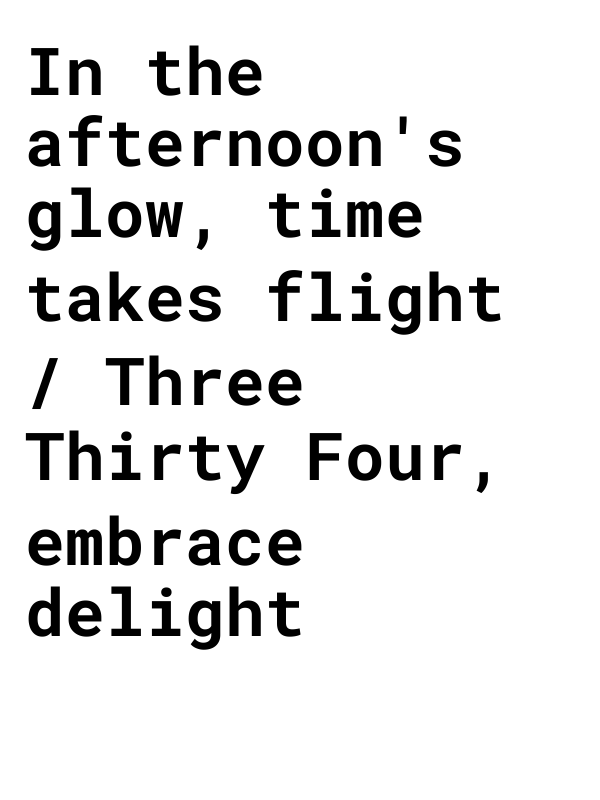 In the
afternoon's
glow, time
takes flight
/ Three
Thirty Four,
embrace
delight